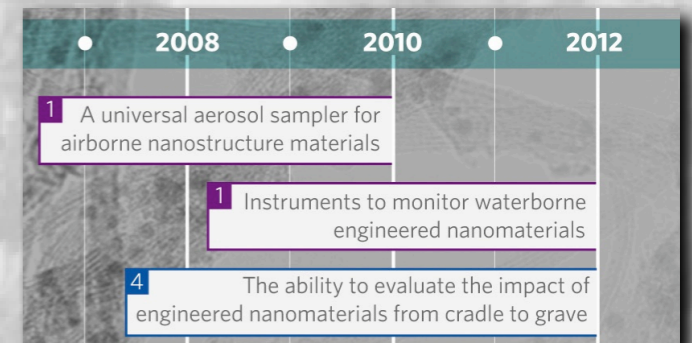 2008 2010 2012
1 A universal aerosol sampler for
airborne nanostructure materials
1 Instruments to monitor waterborne
engineered nanomaterials
4 The ability to evaluate the impact of
engineered nanomaterials from cradle to grave